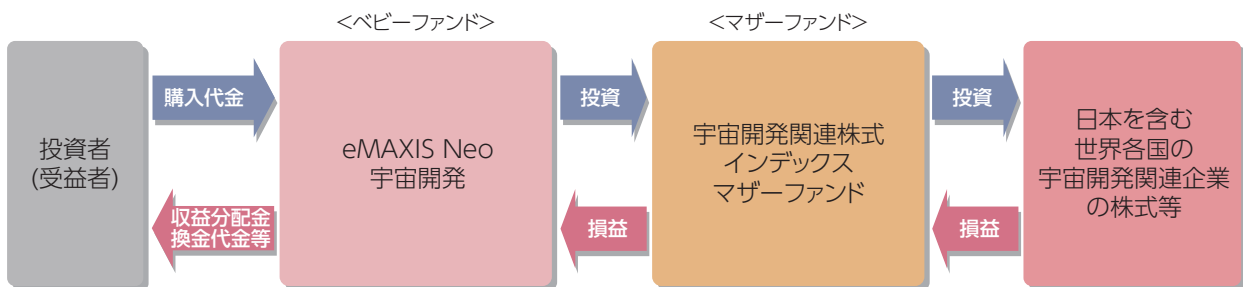 <ベビーファンド>
<マザーファンド>
投資者
(受益者)
購入代金
収益分配金
換金代金等
eMAXIS Neo
宇宙開発
投資
損益
宇宙開発関連株式
インデックス
マザーファンド
投資
損益
日本を含む
世界各国の
宇宙開発関連企業
の株式等